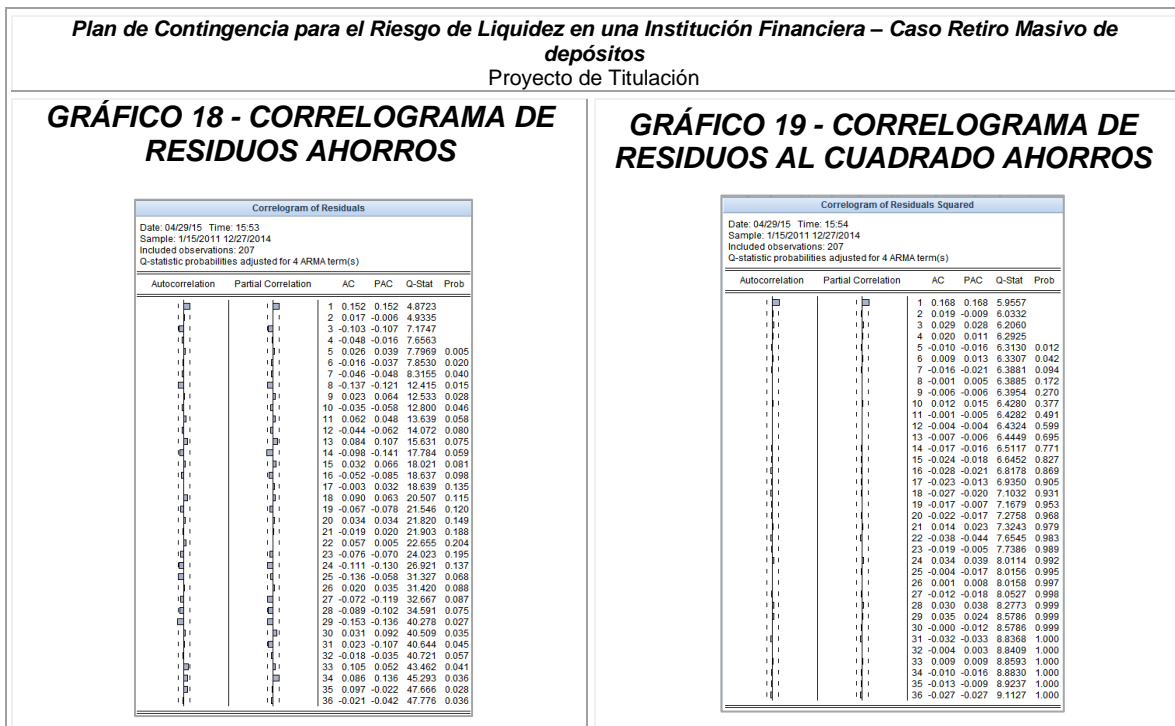 Plan de Contingencia para el Riesgo de Liquidez en una Institución Financiera – Caso Retiro Masivo de
depósitos
Proyecto de Titulación
GRÁFICO 18 - CORRELOGRAMA DE
RESIDUOS AHORROS
Correlogram of Residuals
Date: 04/29/15 Time: 15:53
Sample: 1/15/2011 12/27/2014
Included observations: 207
Q-statistic probabilities adjusted for 4 ARMA term(s)
Autocorrelation Partial Correlation AC PAC Q-Stat Prob
1 0.152 0.152 4.8723
2 0.017 -0.006 4.9335
3 -0.103 -0.107 7.1747
4 -0.048 -0.016 7.6563
5 0.026 0.039 7.7969 0.005
6 -0.016 -0.037 7.8530 0.020
7 -0.046 -0.048 8.3155 0.040
8 -0.137 -0.121 12.415 0.015
9 0.023 0.064 12.533 0.028
10 -0.035 -0.058 12.800 0.046
11 0.062 0.048 13.639 0.058
12 -0.044 -0.062 14.072 0.080
13 0.084 0.107 15.631 0.075
14 -0.098 -0.141 17.784 0.059
15 0.032 0.066 18.021 0.081
16 -0.052 -0.085 18.637 0.098
17 -0.003 0.032 18.639 0.135
18 0.090 0.063 20.507 0.115
19 -0.067 -0.078 21.546 0.120
20 0.034 0.034 21.820 0.149
21 -0.019 0.020 21.903 0.188
22 0.057 0.005 22.655 0.204
23 -0.076 -0.070 24.023 0.195
24 -0.111 -0.130 26.921 0.137
25 -0.136 -0.058 31.327 0.068
26 0.020 0.035 31.420 0.088
27 -0.072 -0.119 32.667 0.087
28 -0.089 -0.102 34.591 0.075
29 -0.153 -0.136 40.278 0.027
30 0.031 0.092 40.509 0.035
31 0.023 -0.107 40.644 0.045
32 -0.018 -0.035 40.721 0.057
33 0.105 0.052 43.462 0.041
34 0.086 0.136 45.293 0.036
35 0.097 -0.022 47.666 0.028
36 -0.021 -0.042 47.776 0.036
GRÁFICO 19 - CORRELOGRAMA DE
RESIDUOS AL CUADRADO AHORROS
Correlogram of Residuals Squared
Date: 04/29/15 Time: 15:54
Sample: 1/15/2011 12/27/2014
Included observations: 207
Q-statistic probabilities adjusted for 4 ARMA term(s)
Autocorrelation Partial Correlation AC PAC Q-Stat Prob
1 0.168 0.168 5.9557
2 0.019 -0.009 6.0332
3 0.029 0.028 6.2060
4 0.020 0.011 6.2925
5 -0.010 -0.016 6.3130 0.012
6 0.009 0.013 6.3307 0.042
7 -0.016 -0.021 6.3881 0.094
8 -0.001 0.005 6.3885 0.172
9 -0.006 -0.006 6.3954 0.270
10 0.012 0.015 6.4280 0.377
11 -0.001 -0.005 6.4282 0.491
12 -0.004 -0.004 6.4324 0.599
13 -0.007 -0.006 6.4449 0.695
14 -0.017 -0.016 6.5117 0.771
15 -0.024 -0.018 6.6452 0.827
16 -0.028 -0.021 6.8178 0.869
17 -0.023 -0.013 6.9350 0.905
18 -0.027 -0.020 7.1032 0.931
19 -0.017 -0.007 7.1679 0.953
20 -0.022 -0.017 7.2758 0.968
21 0.014 0.023 7.3243 0.979
22 -0.038 -0.044 7.6545 0.983
23 -0.019 -0.005 7.7386 0.989
24 0.034 0.039 8.0114 0.992
25 -0.004 -0.017 8.0156 0.995
26 0.001 0.008 8.0158 0.997
27 -0.012 -0.018 8.0527 0.998
28 0.030 0.038 8.2773 0.999
29 0.035 0.024 8.5786 0.999
30 -0.000 -0.012 8.5786 0.999
31 -0.032 -0.033 8.8368 1.000
32 -0.004 0.003 8.8409 1.000
33 0.009 0.009 8.8593 1.000
34 -0.010 -0.016 8.8830 1.000
35 -0.013 -0.009 8.9237 1.000
36 -0.027 -0.027 9.1127 1.000